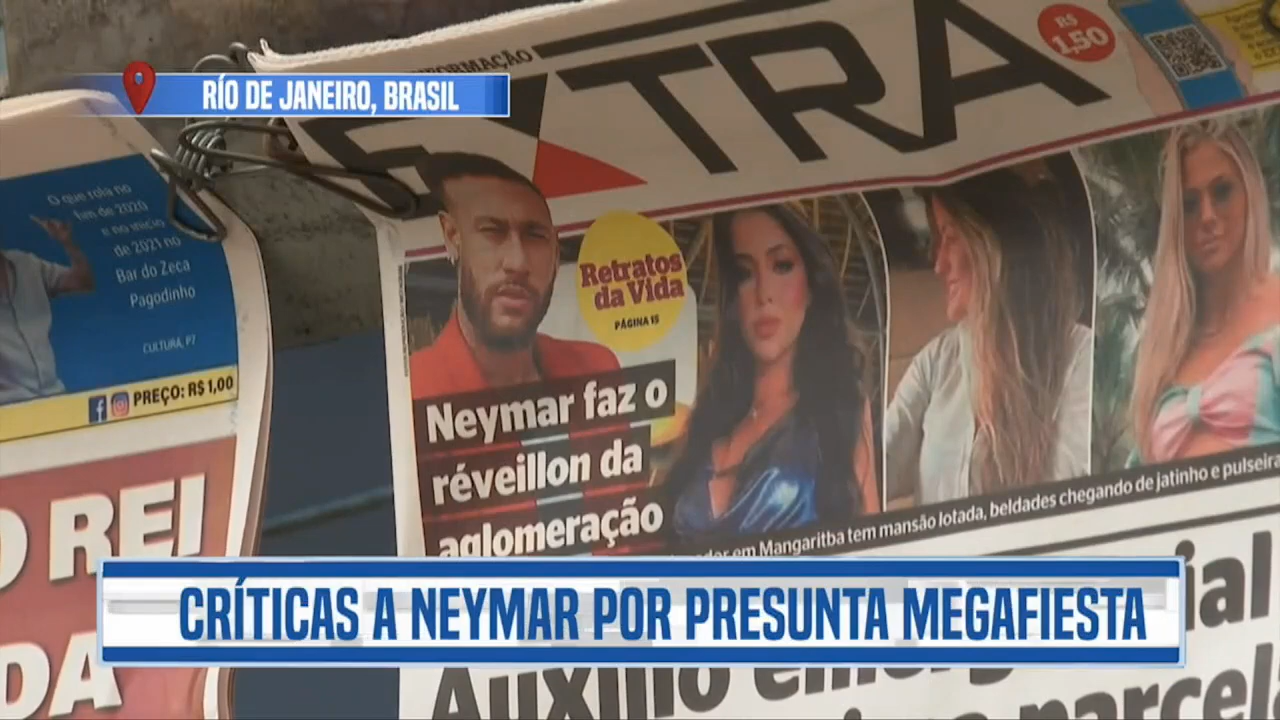 RÍO DE JANEIRO, BRASIL
EXTRA
R$
1,50
O que rola no
fim de 2020
e no início
de 2021 no
Bar do Zeca
Pagodinho
CULTURA, P7
PREÇO: R$ 1,00
O REI
DA
Retratos
da Vida
PÁGINA 15
Neymar faz o
réveillon da
aglomeração
em Mangaritba tem mansão lotada, beldades chegando de jatinho e pulseira
CRÍTICAS A NEYMAR POR PRESUNTA MEGAFIESTA